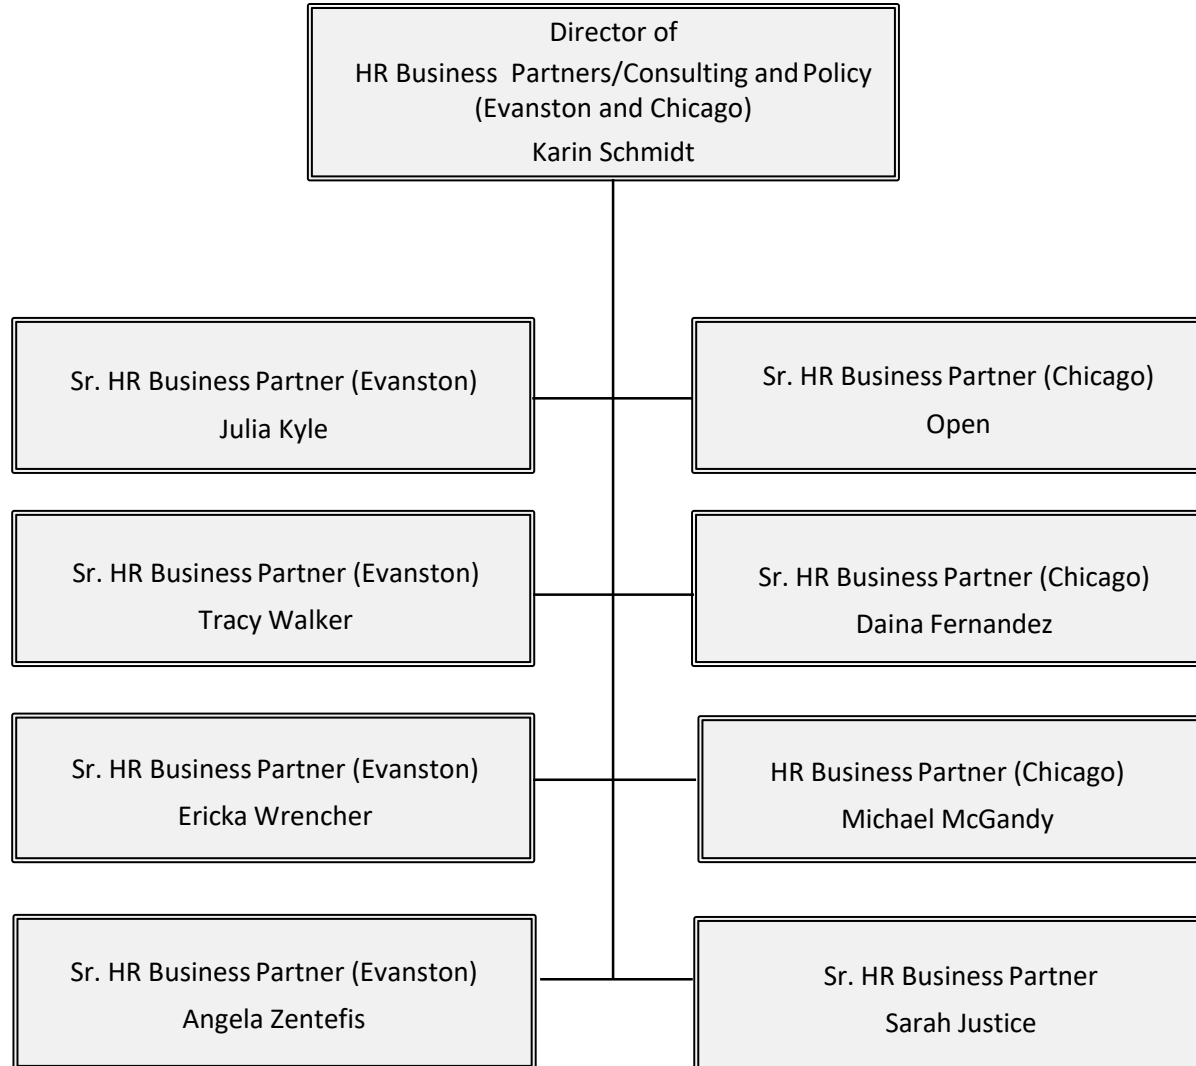 Director of
HR Business Partners/Consulting and Policy
(Evanston and Chicago)
Karin Schmidt
Sr. HR Business Partner (Evanston)
Julia Kyle
Sr. HR Business Partner (Chicago)
Open
Sr. HR Business Partner (Evanston)
Tracy Walker
Sr. HR Business Partner (Chicago)
Daina Fernandez
Sr. HR Business Partner (Evanston)
Ericka Wrencher
HR Business Partner (Chicago)
Michael McGandy
Sr. HR Business Partner (Evanston)
Angela Zentefis
Sr. HR Business Partner
Sarah Justice